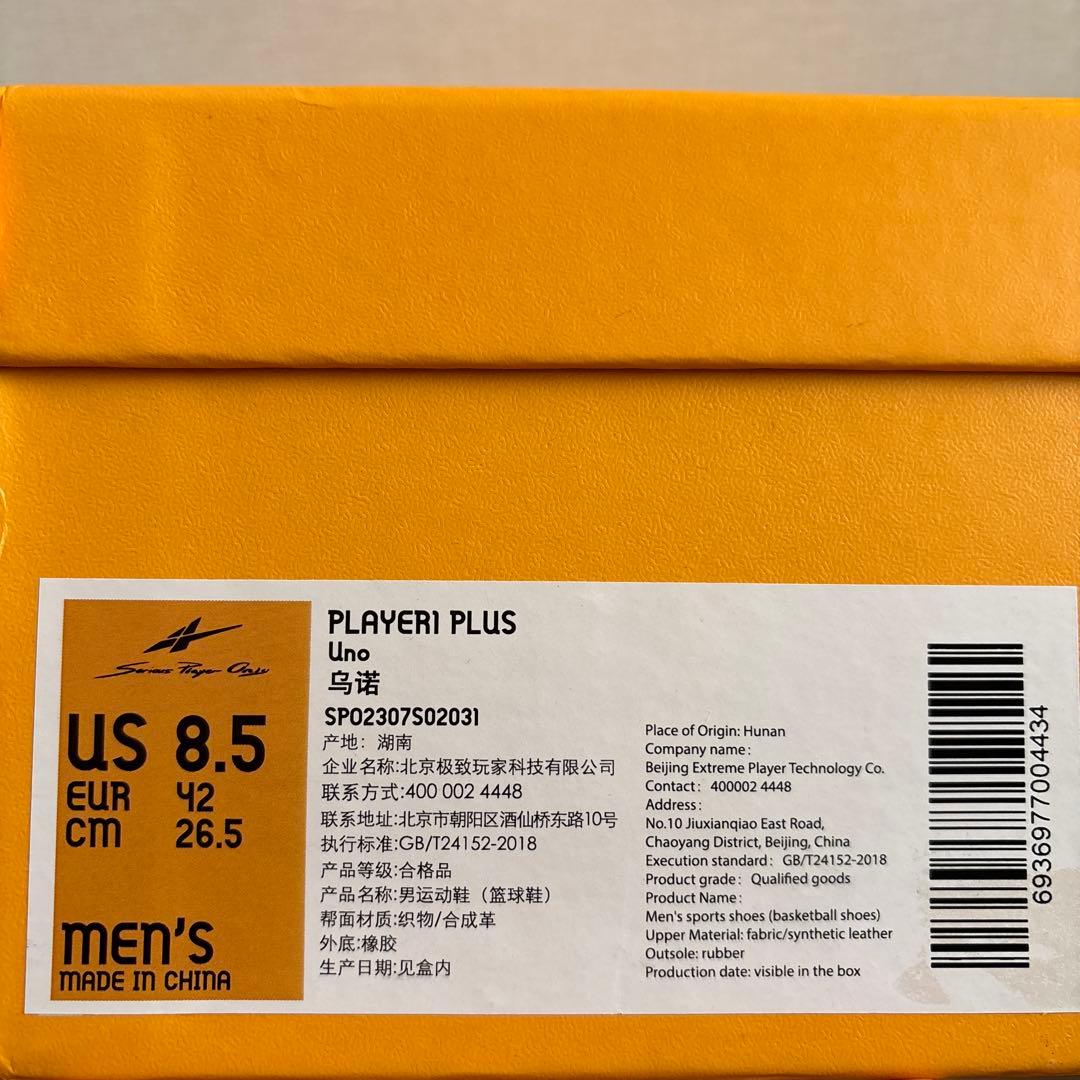 Serious Player Only
US 8.5
EUR 42
CM 26.5
MEN'S
MADE IN CHINA
PLAYER1 PLUS
Uno
乌诺
SPO2307S02031
产地：湖南
企业名称:北京极致玩家科技有限公司
联系方式:400 002 4448
联系地址:北京市朝阳区酒仙桥东路10号
执行标准:GB/T24152-2018
产品等级:合格品
产品名称:男运动鞋（篮球鞋）
帮面材质:织物/合成革
外底:橡胶
生产日期:见盒内
Place of Origin: Hunan
Company name:
Beijing Extreme Player Technology Co.
Contact: 400002 4448
Address:
No.10 Jiuxianqiao East Road,
Chaoyang District, Beijing, China
Execution standard: GB/T24152-2018
Product grade: Qualified goods
Product Name:
Men's sports shoes (basketball shoes)
Upper Material: fabric/synthetic leather
Outsole: rubber
Production date: visible in the box
6936977004434